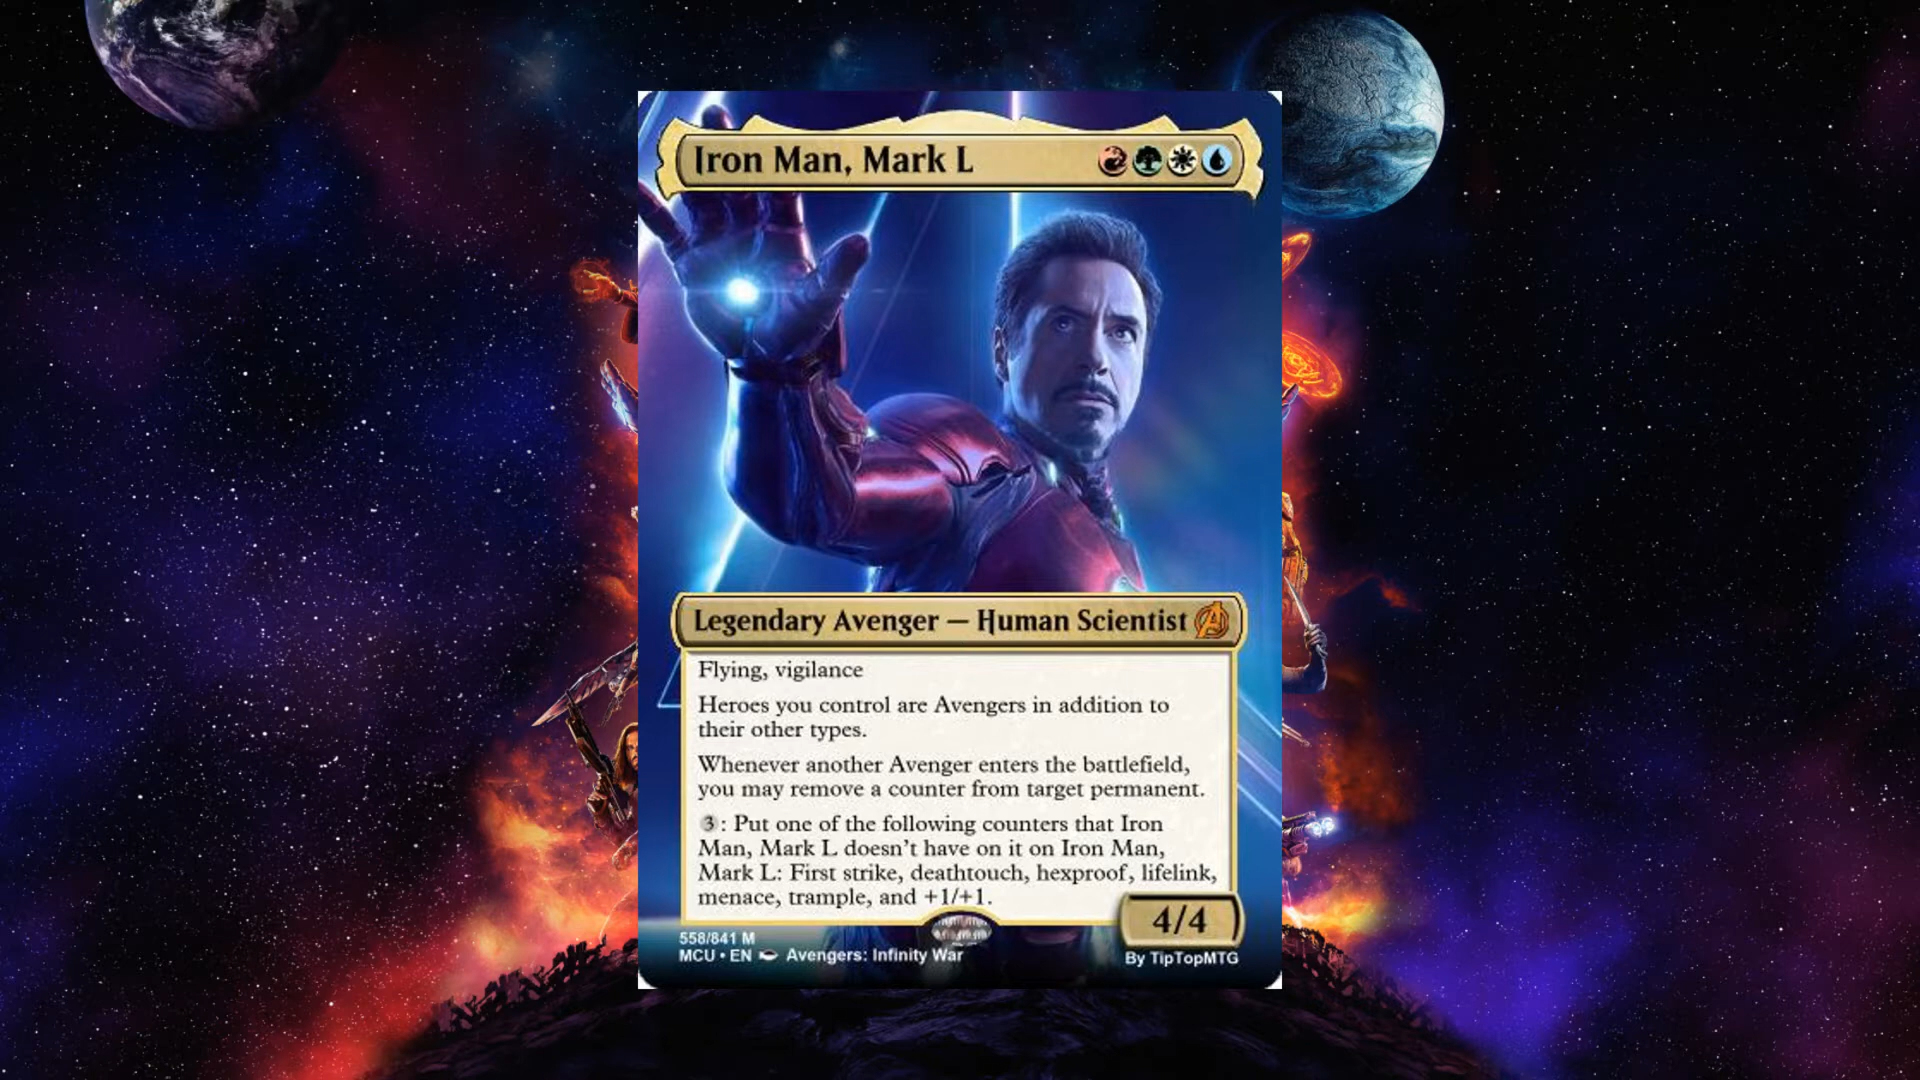 Iron Man, Mark L
Legendary Avenger — Human Scientist
Flying, vigilance
Heroes you control are Avengers in addition to
their other types.
Whenever another Avenger enters the battlefield,
you may remove a counter from target permanent.
3: Put one of the following counters that Iron
Man, Mark L doesn't have on it on Iron Man,
Mark L: First strike, deathtouch, hexproof, lifelink,
menace, trample, and +1/+1.
4/4
558/841 M
MCU • EN Avengers: Infinity War
By TipTopMTG